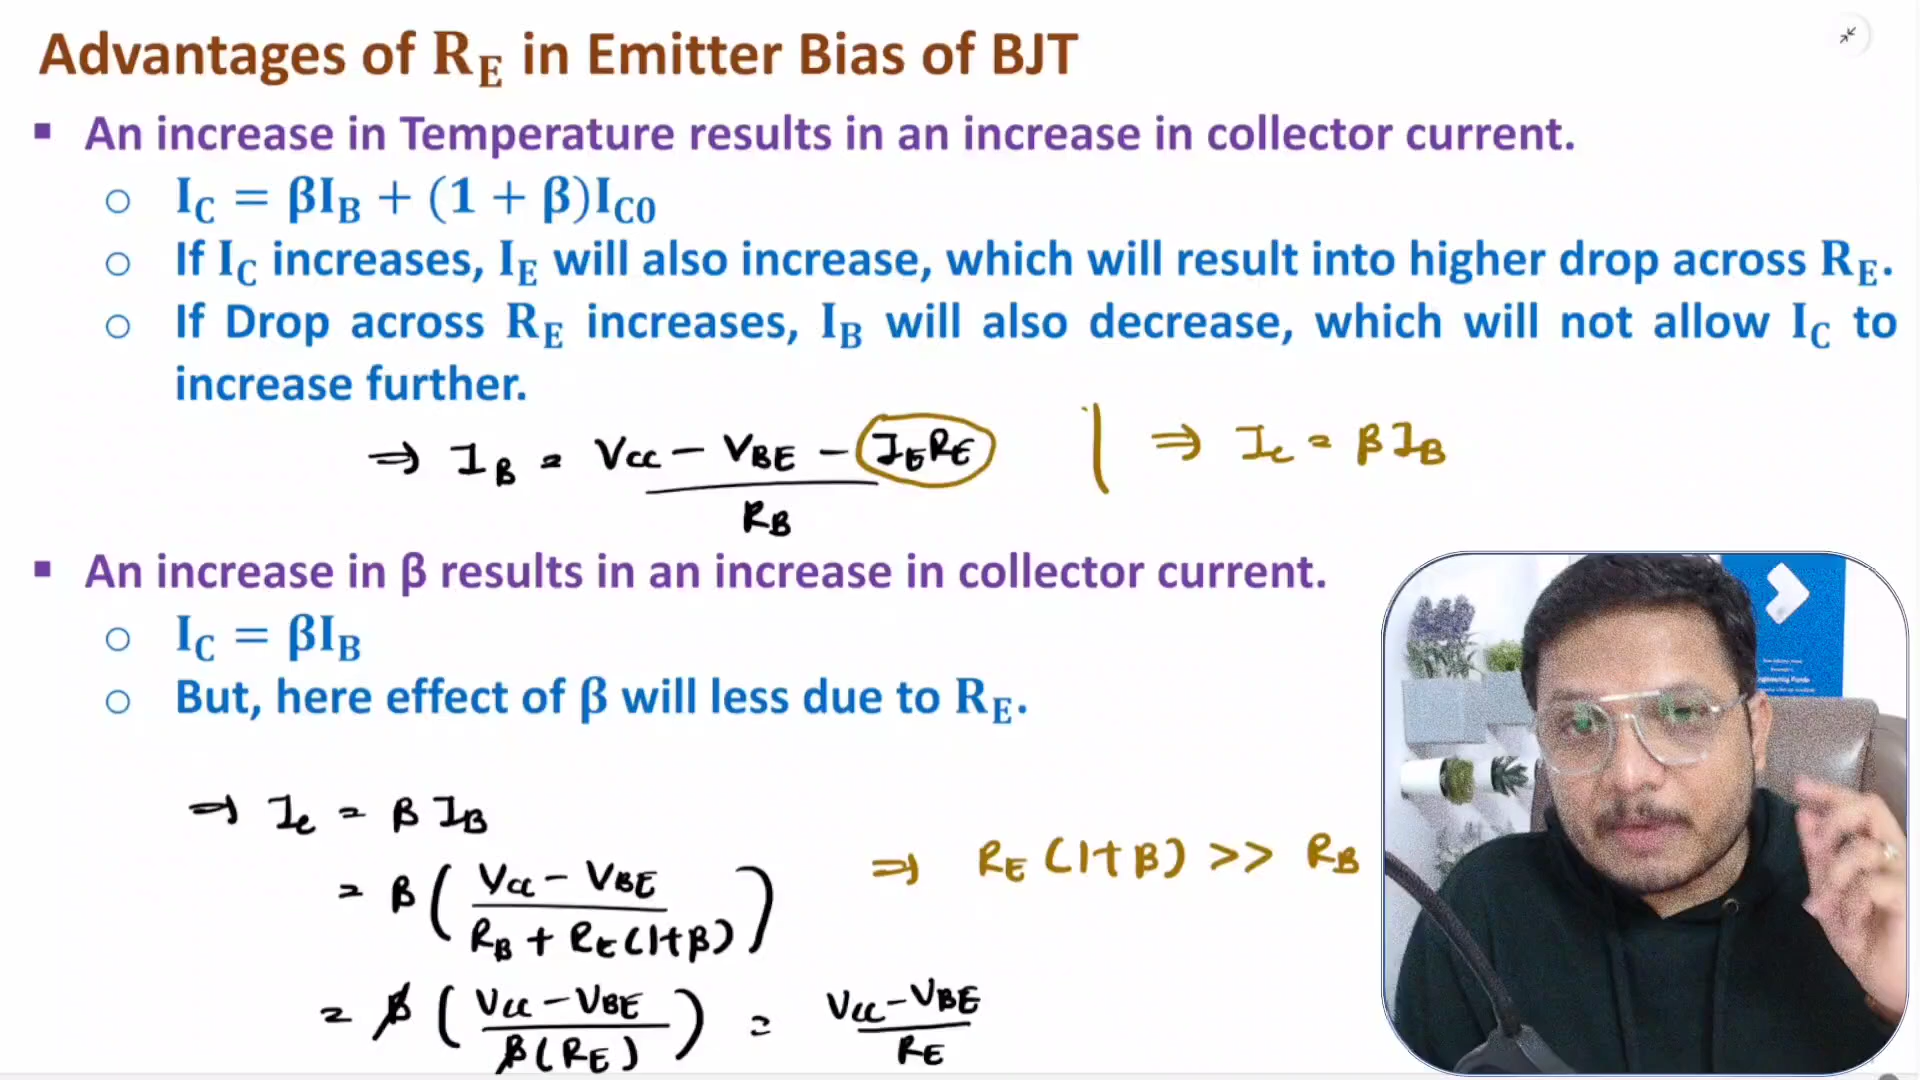 Advantages of R_E in Emitter Bias of BJT
▪ An increase in Temperature results in an increase in collector current.
○ I_C = βI_B + (1 + β)I_C0
○ If I_C increases, I_E will also increase, which will result into higher drop across R_E.
○ If Drop across R_E increases, I_B will also decrease, which will not allow I_C to
increase further.
⇒ I_B = V_CC − V_BE − I_E R_E | ⇒ I_C = β I_B
R_B
▪ An increase in β results in an increase in collector current.
○ I_C = βI_B
○ But, here effect of β will less due to R_E.
⇒ I_C = β I_B
= β ( V_CC − V_BE / R_B + R_E (1+β) ) ⇒ R_E (1+β) >> R_B
= β ( V_CC − V_BE / β (R_E) ) = V_CC − V_BE / R_E